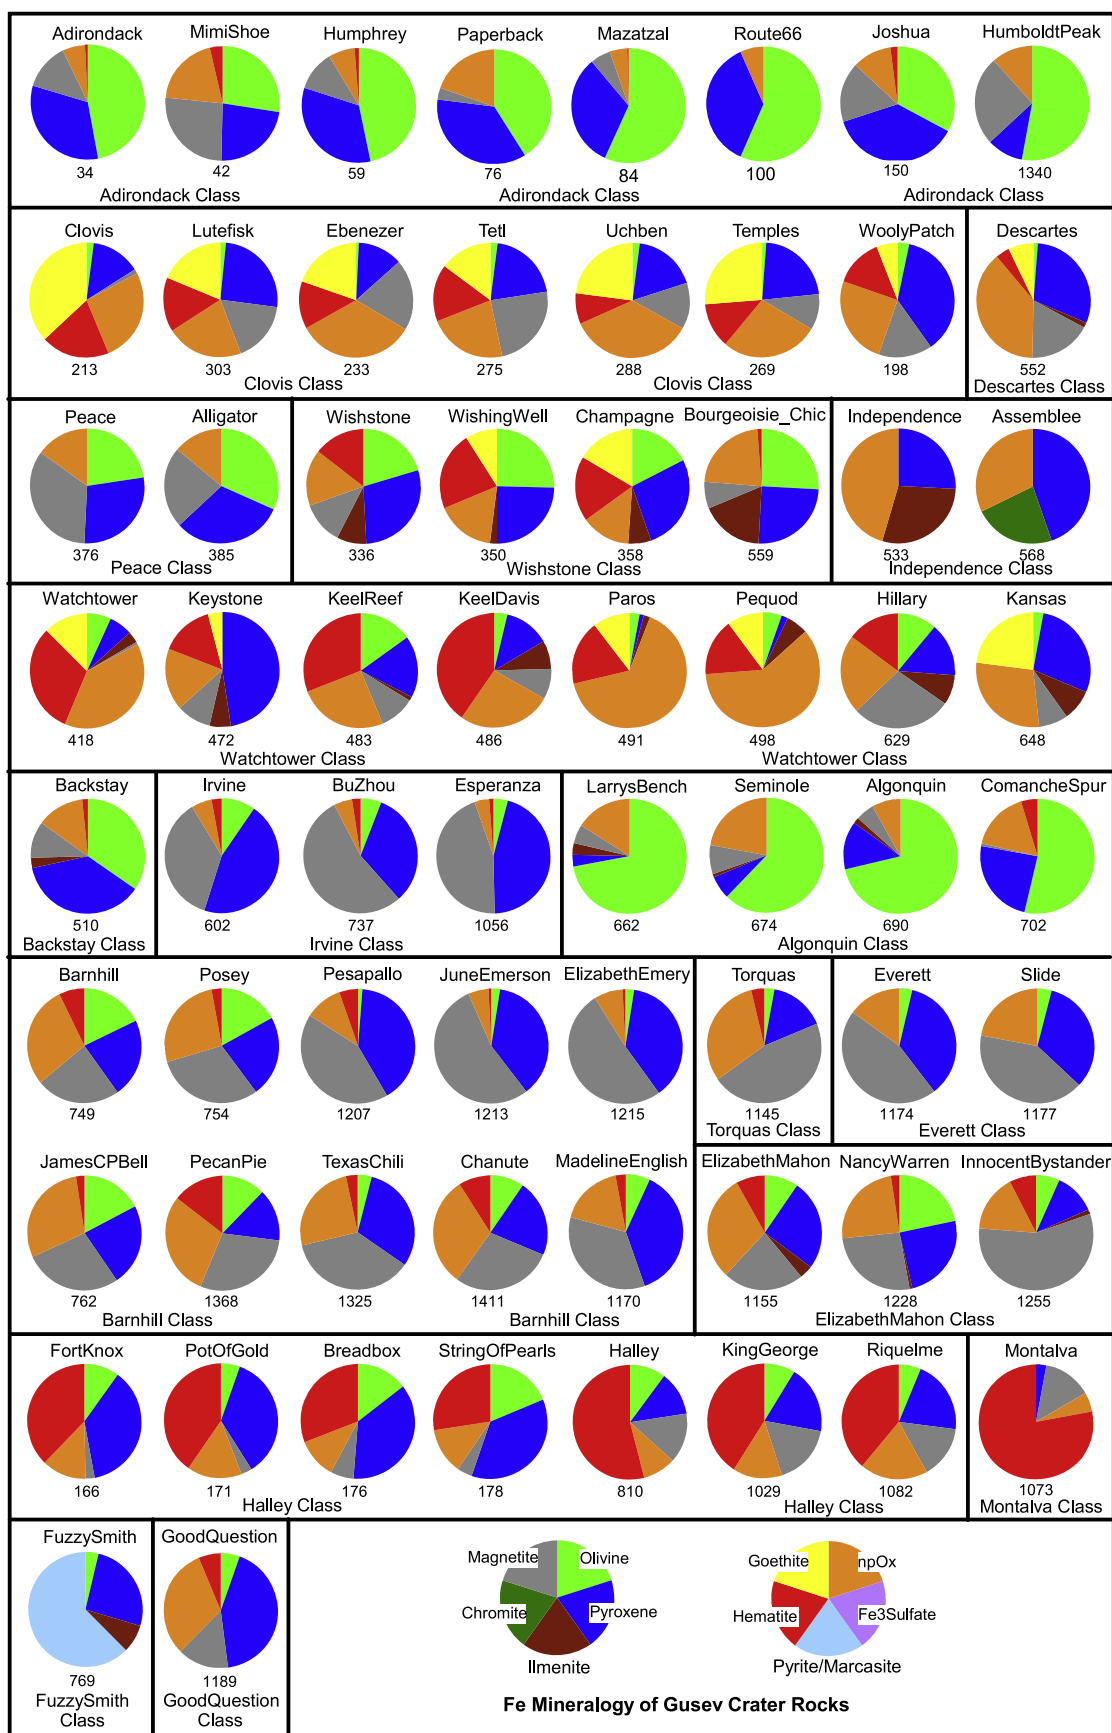 Adirondack MimiShoe Humphrey Paperback Mazatzal Route66 Joshua HumboldtPeak
34 42 59 76 84 100 150 1340
Adirondack Class Adirondack Class Adirondack Class
Clovis Lutefisk Ebenezer Tetl Uchben Temples WoolyPatch Descartes
213 303 233 275 288 269 198 552
Clovis Class Clovis Class Descartes Class
Peace Alligator Wishstone WishingWell Champagne Bourgeoisie_Chic Independence Assemblee
376 385 336 350 358 559 533 568
Peace Class Wishstone Class Independence Class
Watchtower Keystone KeelReef KeelDavis Paros Pequod Hillary Kansas
418 472 483 486 491 498 629 648
Watchtower Class Watchtower Class
Backstay Irvine BuZhou Esperanza LarrysBench Seminole Algonquin ComancheSpur
510 602 737 1056 662 674 690 702
Backstay Class Irvine Class Algonquin Class
Barnhill Posey Pesapallo JuneEmerson ElizabethEmery Torquas Everett Slide
749 754 1207 1213 1215 1145 1174 1177
Torquas Class Everett Class
JamesCPBell PecanPie TexasChili Chanute MadelineEnglish ElizabethMahon NancyWarren InnocentBystander
762 1368 1325 1411 1170 1155 1228 1255
Barnhill Class Barnhill Class ElizabethMahon Class
FortKnox PotOfGold Breadbox StringOfPearls Halley KingGeorge Riquelme Montalva
166 171 176 178 810 1029 1082 1073
Halley Class Halley Class Montalva Class
FuzzySmith GoodQuestion
769 1189
FuzzySmith Class
GoodQuestion Class
Magnetite Olivine
Chromite Pyroxene
Ilmenite
Goethite npOx
Hematite Fe3Sulfate
Pyrite/Marcasite
Fe Mineralogy of Gusev Crater Rocks